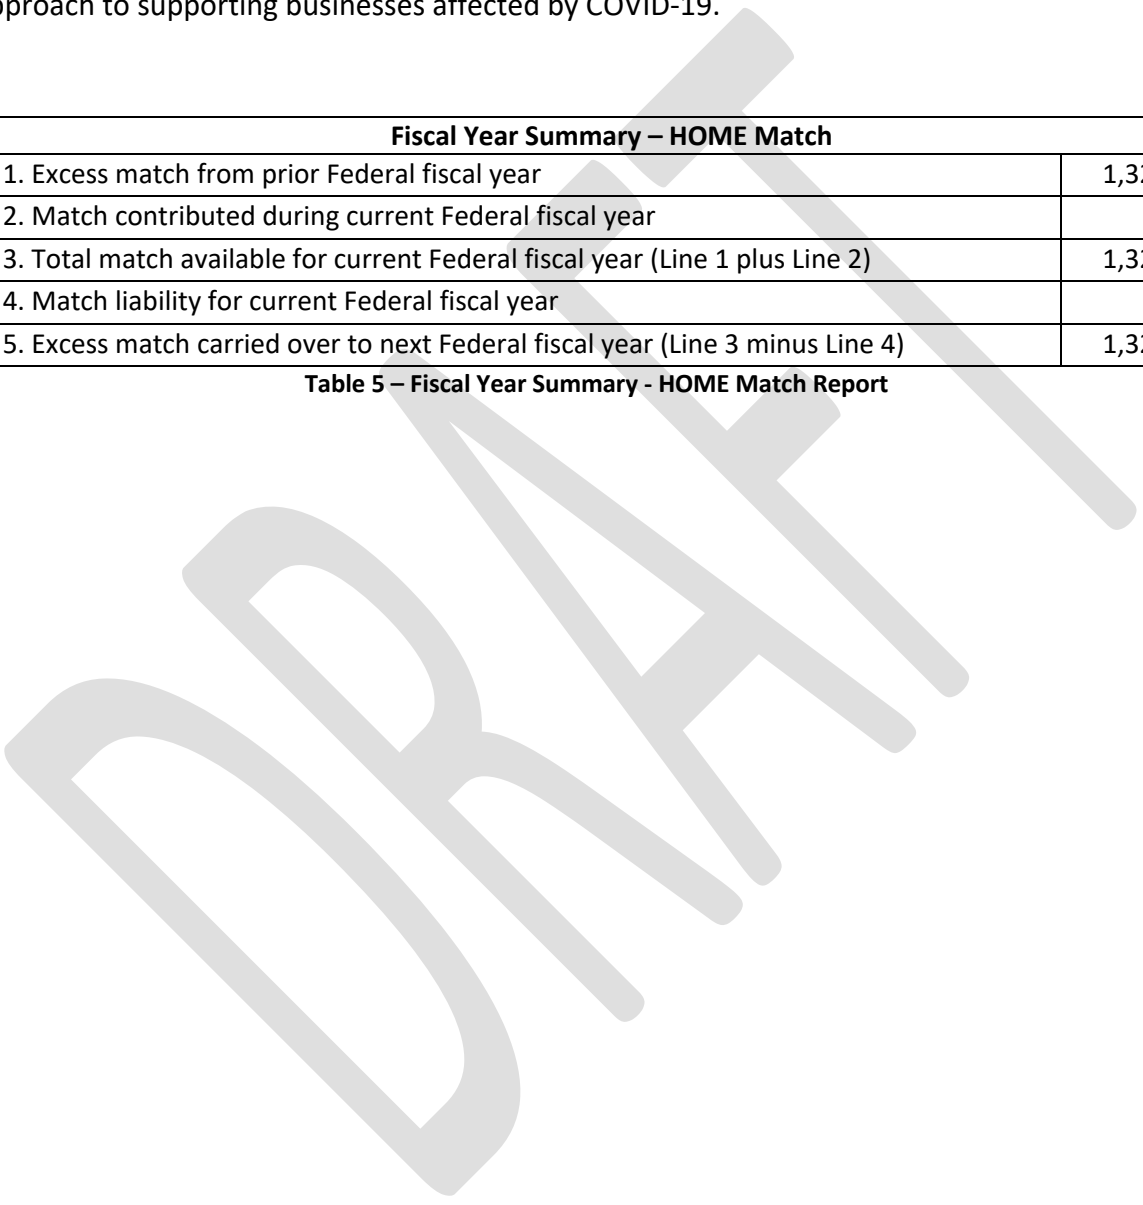 pproach to supporting businesses affected by COVID-19.
Fiscal Year Summary – HOME Match
1. Excess match from prior Federal fiscal year 1,32
2. Match contributed during current Federal fiscal year
3. Total match available for current Federal fiscal year (Line 1 plus Line 2) 1,32
4. Match liability for current Federal fiscal year
5. Excess match carried over to next Federal fiscal year (Line 3 minus Line 4) 1,32
Table 5 – Fiscal Year Summary - HOME Match Report
DRAFT